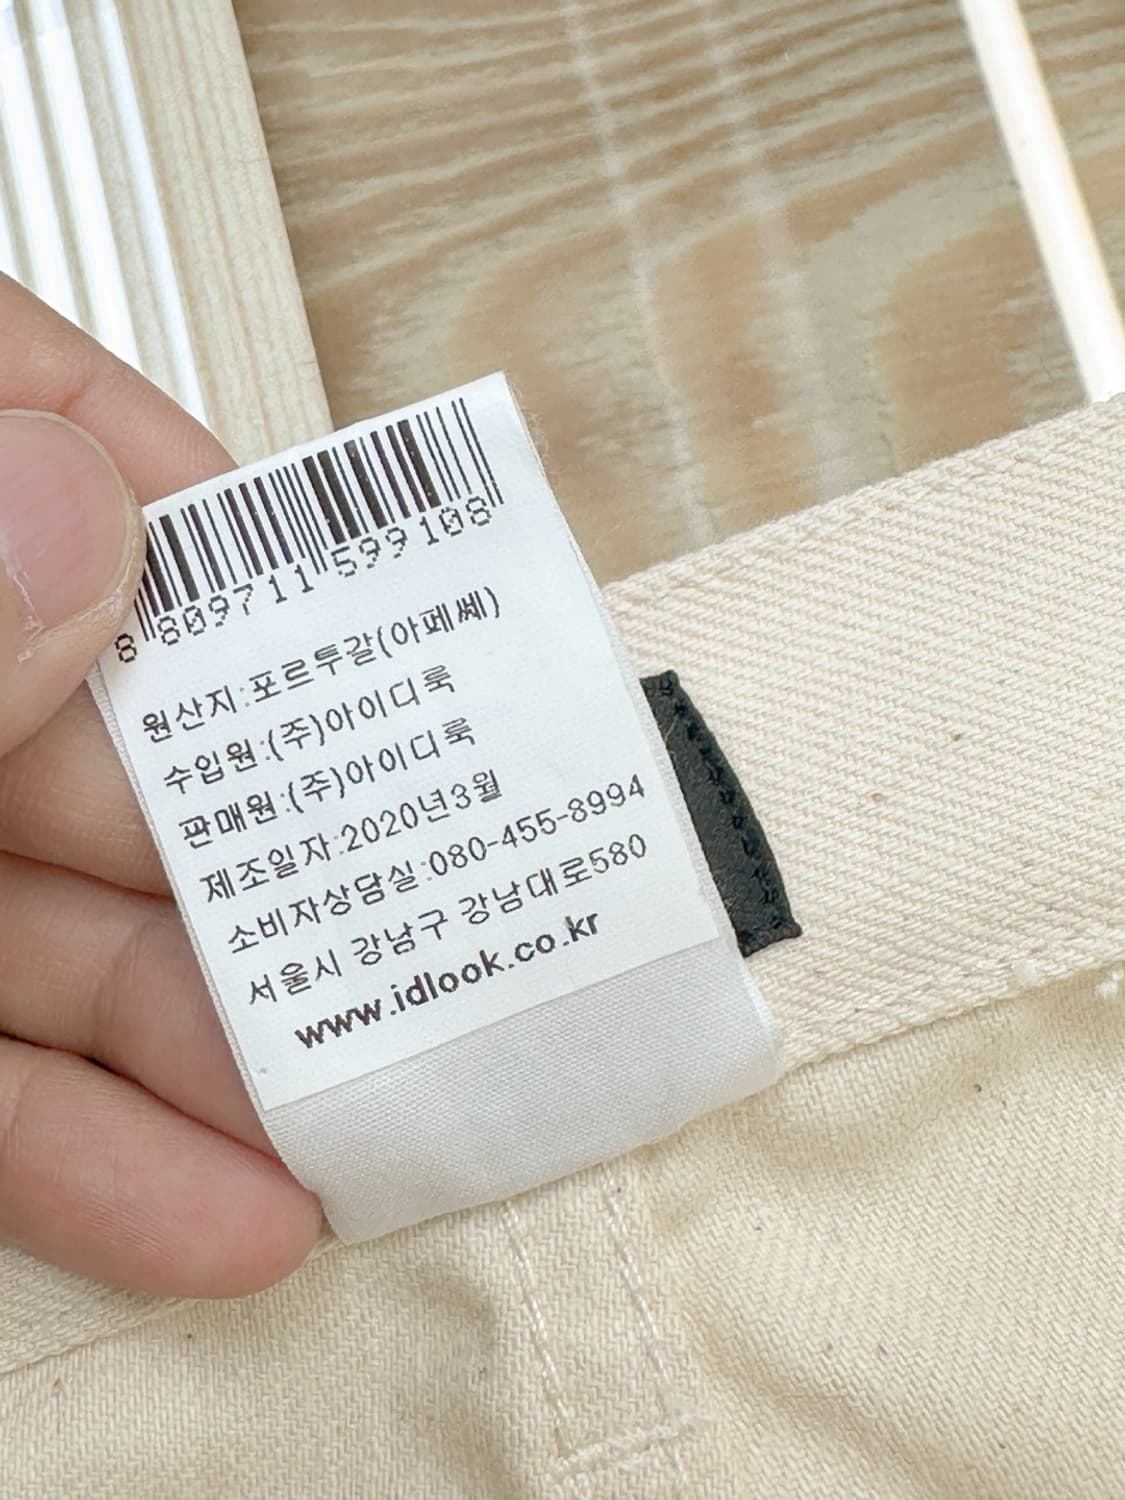 8 809711 599108
원산지:포르투갈(아페쎄)
수입원:(주)아이디룩
판매원:(주)아이디룩
제조일자:2020년3월
소비자상담실:080-455-8994
서울시 강남구 강남대로580
www.idlook.co.kr